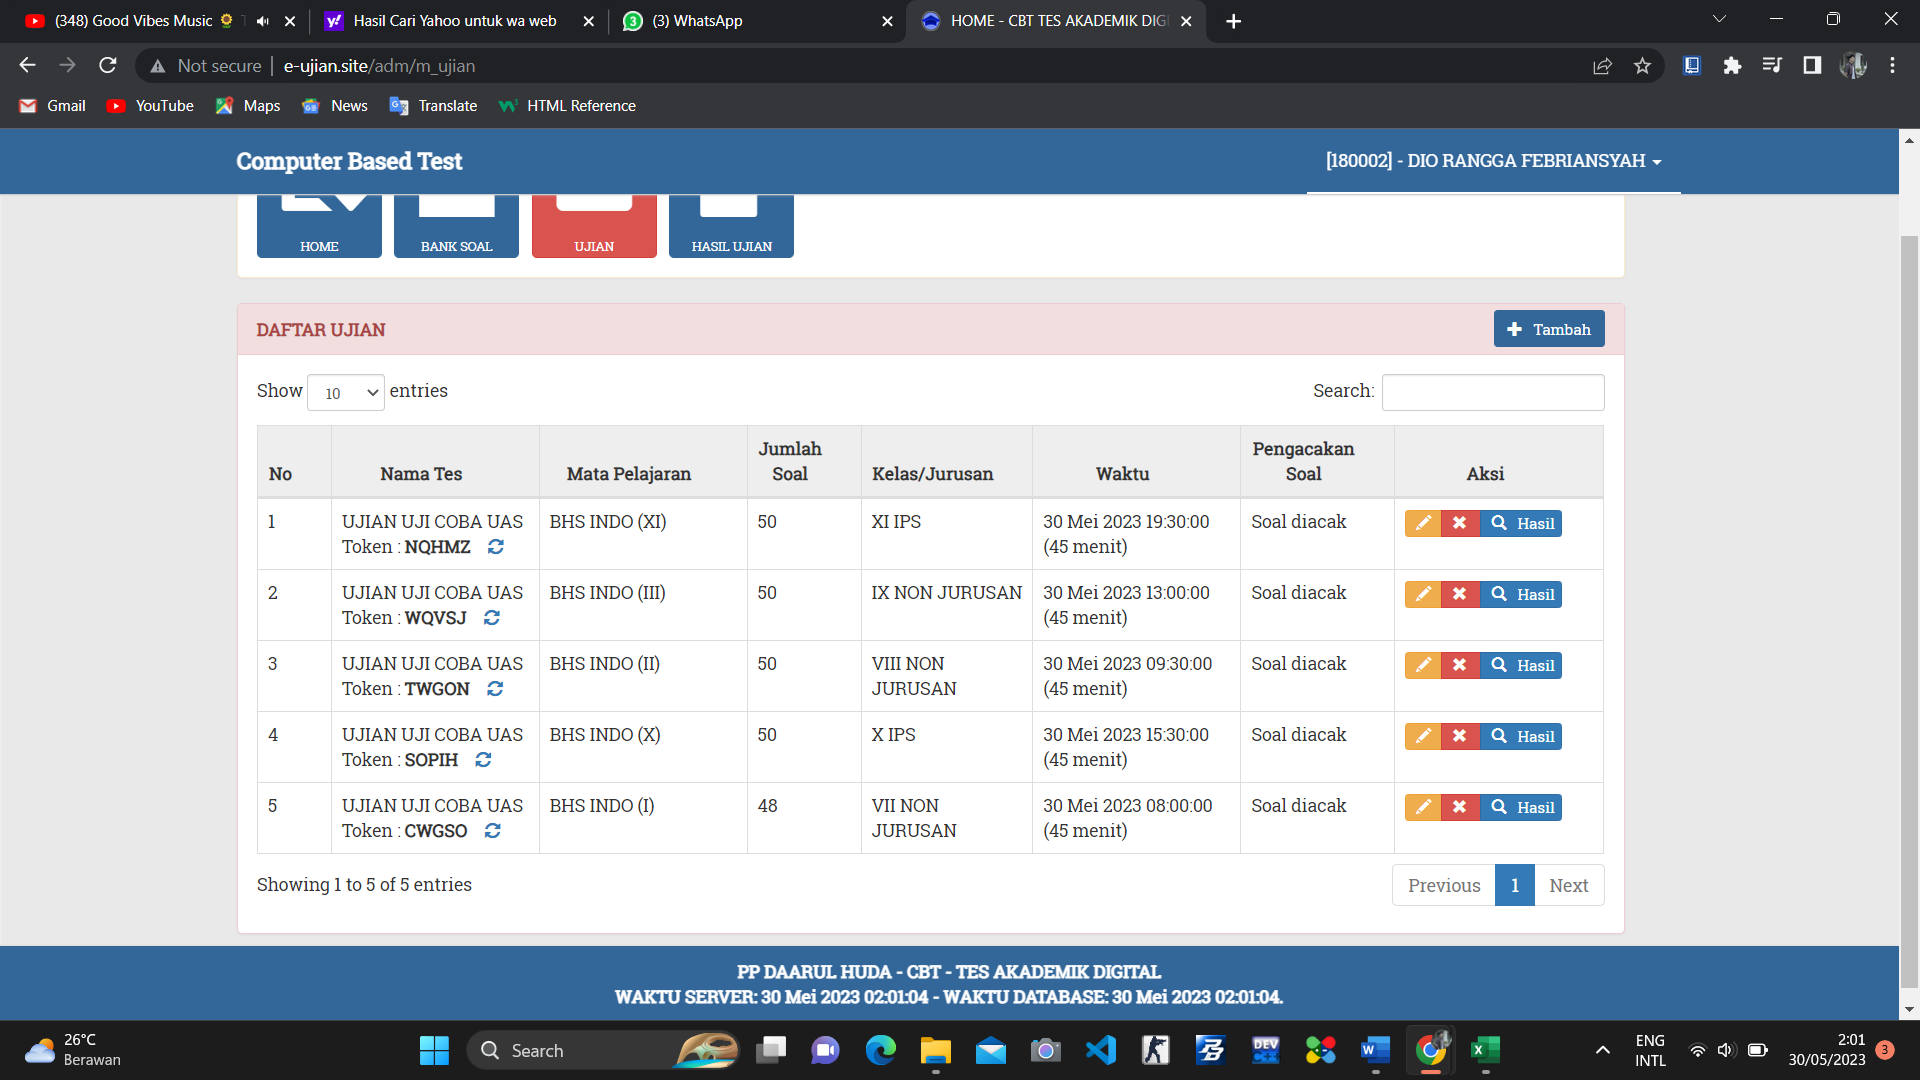 (348) Good Vibes Music
Hasil Cari Yahoo untuk wa web
(3) WhatsApp
HOME - CBT TES AKADEMIK DIG
Not secure
e-ujian.site/adm/m_ujian
Gmail
YouTube
Maps
News
Translate
HTML Reference
Computer Based Test
[180002] - DIO RANGGA FEBRIANSYAH
HOME
BANK SOAL
UJIAN
HASIL UJIAN
DAFTAR UJIAN
Tambah
Show 10 entries
Search:
No
Nama Tes
Mata Pelajaran
Jumlah
Soal
Kelas/Jurusan
Waktu
Pengacakan
Soal
Aksi
1
UJIAN UJI COBA UAS
Token : NQHMZ
BHS INDO (XI)
50
XI IPS
30 Mei 2023 19:30:00
(45 menit)
Soal diacak
Hasil
2
UJIAN UJI COBA UAS
Token : WQVSJ
BHS INDO (III)
50
IX NON JURUSAN
30 Mei 2023 13:00:00
(45 menit)
Soal diacak
Hasil
3
UJIAN UJI COBA UAS
Token : TWGON
BHS INDO (II)
50
VIII NON
JURUSAN
30 Mei 2023 09:30:00
(45 menit)
Soal diacak
Hasil
4
UJIAN UJI COBA UAS
Token : SOPIH
BHS INDO (X)
50
X IPS
30 Mei 2023 15:30:00
(45 menit)
Soal diacak
Hasil
5
UJIAN UJI COBA UAS
Token : CWGSO
BHS INDO (I)
48
VII NON
JURUSAN
30 Mei 2023 08:00:00
(45 menit)
Soal diacak
Hasil
Showing 1 to 5 of 5 entries
Previous
1
Next
PP DAARUL HUDA - CBT - TES AKADEMIK DIGITAL
WAKTU SERVER: 30 Mei 2023 02:01:04 - WAKTU DATABASE: 30 Mei 2023 02:01:04.
26°C
Berawan
Search
DEV
C++
ENG
INTL
2:01
30/05/2023
3